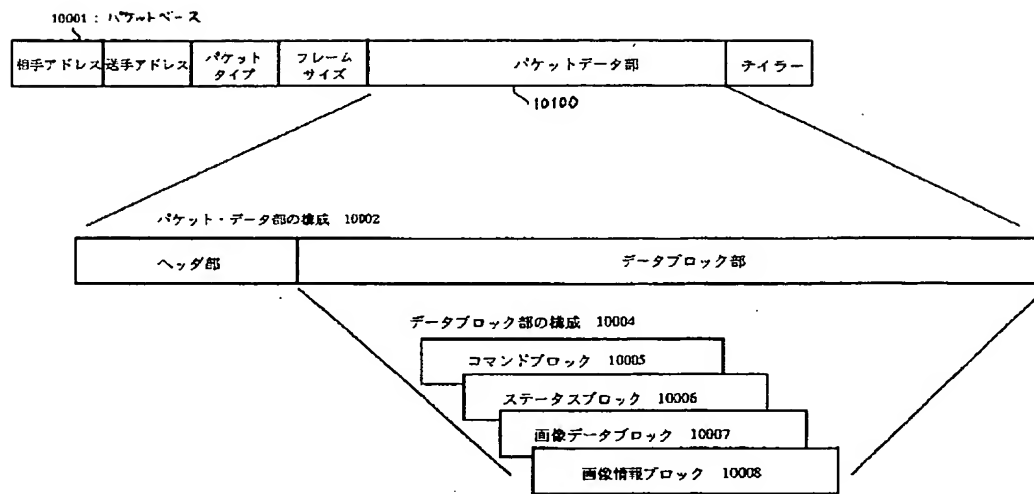 10001 : パケットベース
相手アドレス 送手アドレス パケットタイプ フレームサイズ パケットデータ部 テイラー
10100
パケット・データ部の構成 10002
ヘッダ部 データブロック部
データブロック部の構成 10004
コマンドブロック 10005
ステータスブロック 10006
画像データブロック 10007
画像情報ブロック 10008